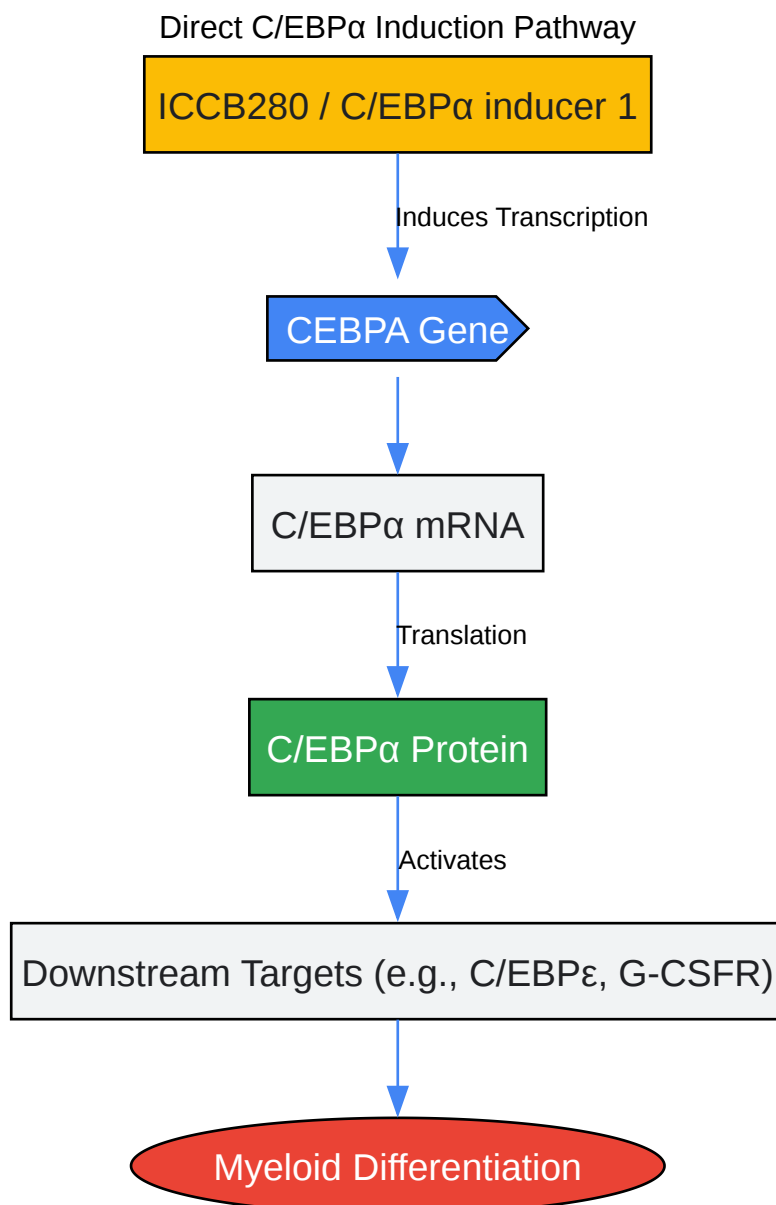 Direct C/EBPα Induction Pathway
ICCB280 / C/EBPα inducer 1
Induces Transcription
CEBPA Gene
C/EBPα mRNA
Translation
C/EBPα Protein
Activates
Downstream Targets (e.g., C/EBPε, G-CSFR)
Myeloid Differentiation